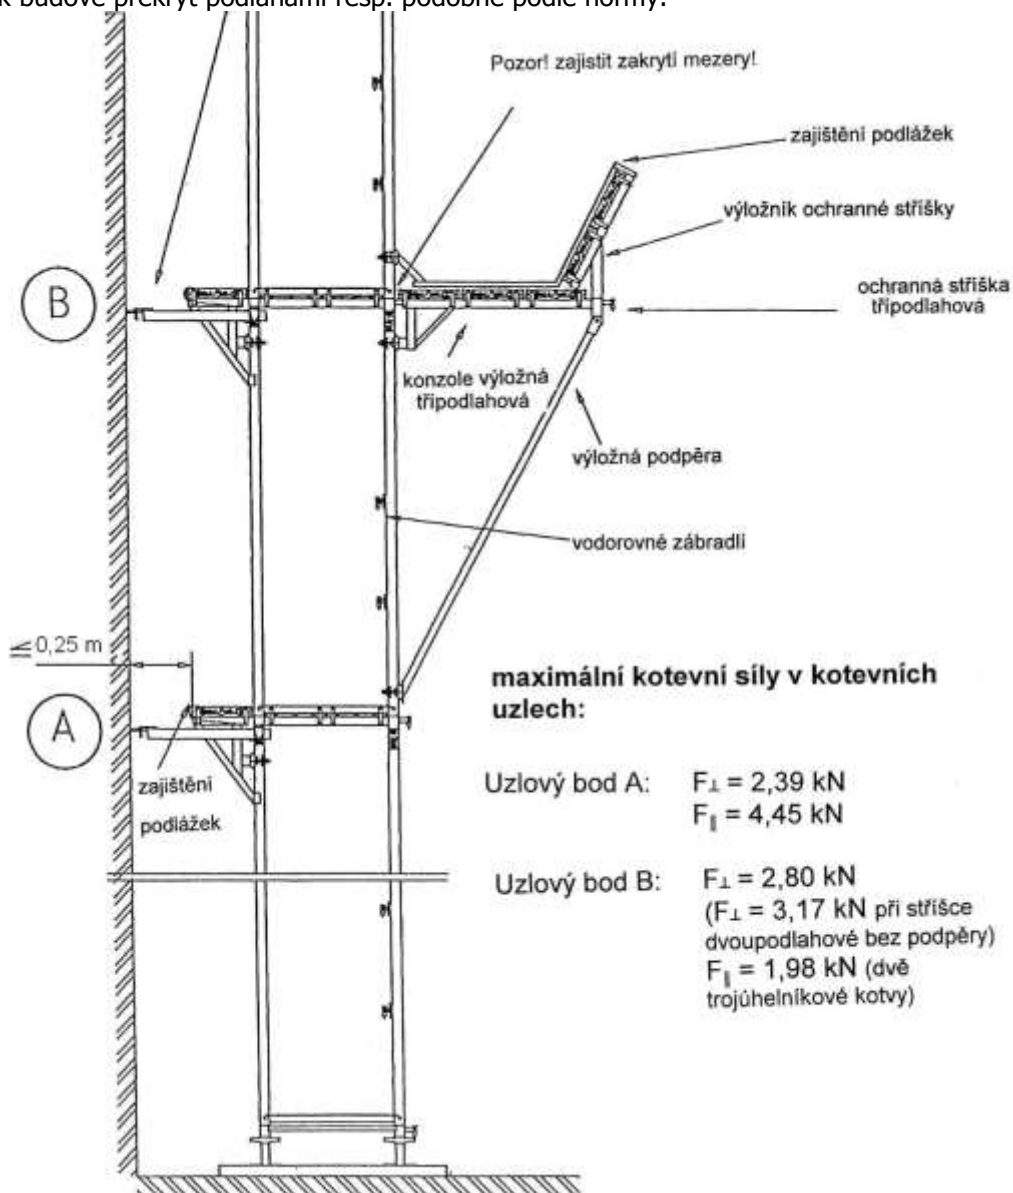 k budově překrýt podlahami resp. podobně podle normy.
Pozor! zajistit zakrytí mezery!
zajištění podlážek
výložník ochranné stříšky
B
ochranná stříška
třípodlahová
konzole výložná
třípodlahová
výložná podpěra
vodorovné zábradlí
≦ 0,25 m
maximální kotevní síly v kotevních
uzlech:
A
Uzlový bod A: F⊥ = 2,39 kN
F∥ = 4,45 kN
zajištění
podlážek
Uzlový bod B: F⊥ = 2,80 kN
(F⊥ = 3,17 kN při stříšce
dvoupodlahové bez podpěry)
F∥ = 1,98 kN (dvě
trojúhelníkové kotvy)